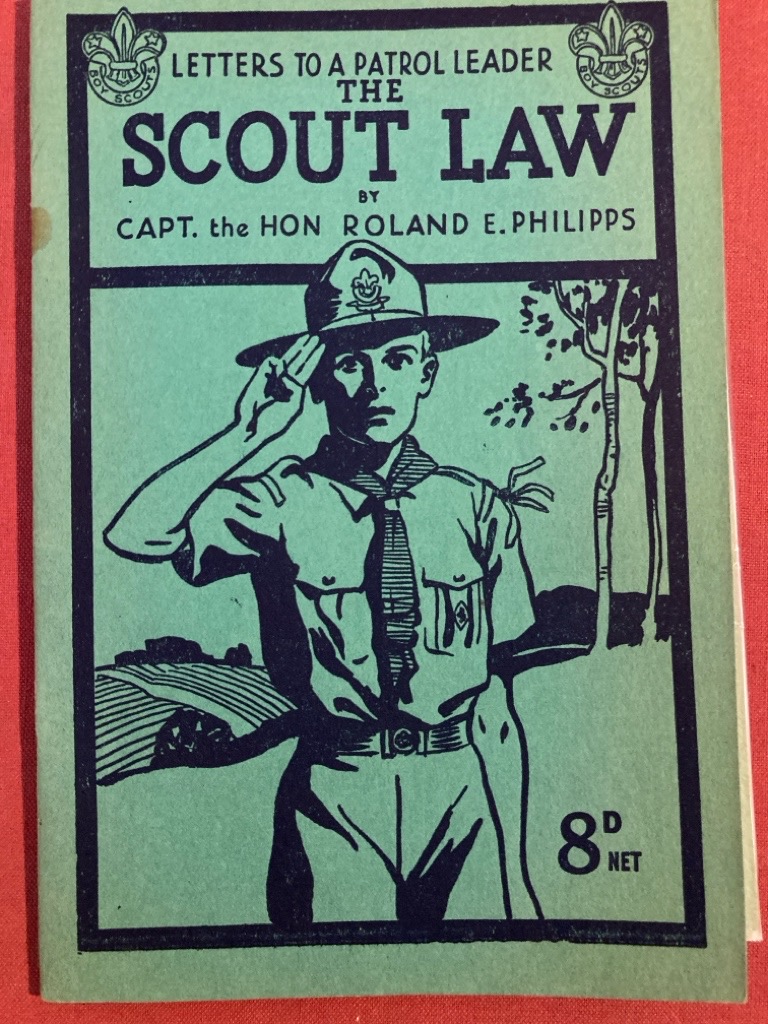 BOY SCOUTS
BOY SCOUTS
LETTERS TO A PATROL LEADER
THE
SCOUT LAW
BY
CAPT. the HON ROLAND E. PHILIPPS
8D
NET